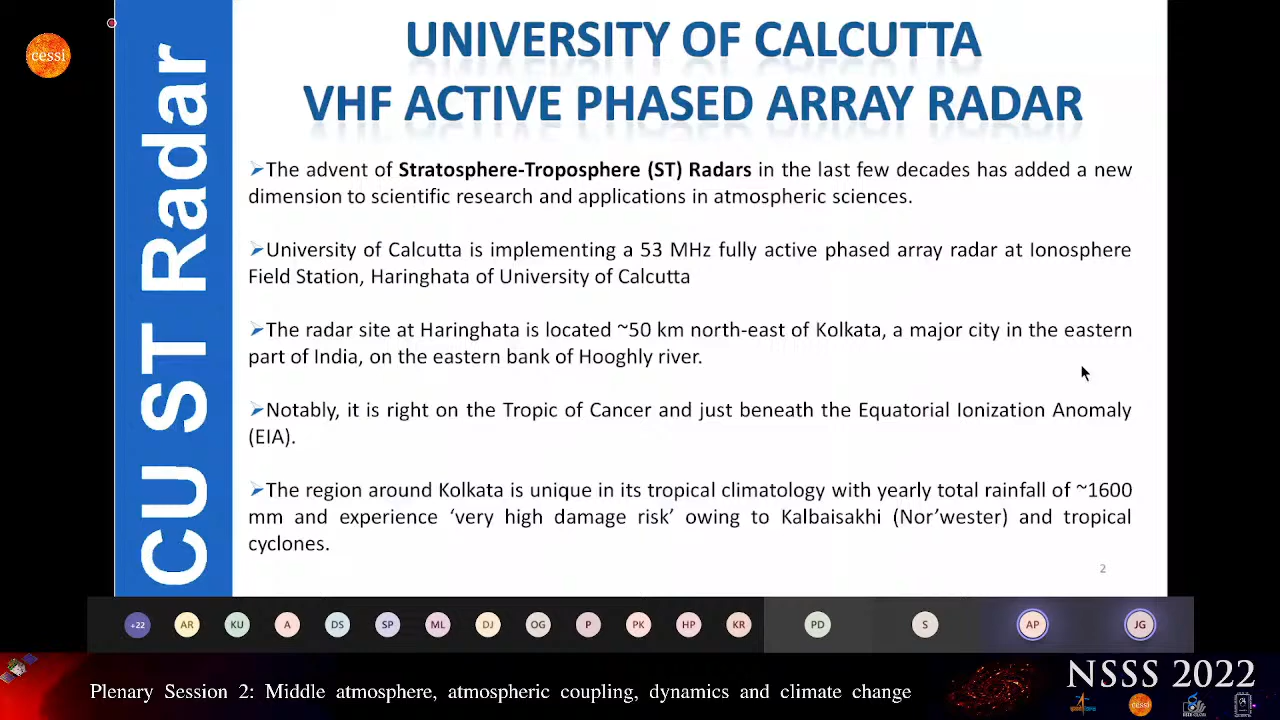 cessi
CU ST Radar
UNIVERSITY OF CALCUTTA
VHF ACTIVE PHASED ARRAY RADAR
➢The advent of Stratosphere-Troposphere (ST) Radars in the last few decades has added a new
dimension to scientific research and applications in atmospheric sciences.
➢University of Calcutta is implementing a 53 MHz fully active phased array radar at Ionosphere
Field Station, Haringhata of University of Calcutta
➢The radar site at Haringhata is located ~50 km north-east of Kolkata, a major city in the eastern
part of India, on the eastern bank of Hooghly river.
➢Notably, it is right on the Tropic of Cancer and just beneath the Equatorial Ionization Anomaly
(EIA).
➢The region around Kolkata is unique in its tropical climatology with yearly total rainfall of ~1600
mm and experience ‘very high damage risk’ owing to Kalbaisakhi (Nor’wester) and tropical
cyclones.
2
+22 AR KU A DS SP ML DJ OG P PK HP KR PD S AP JG
Plenary Session 2: Middle atmosphere, atmospheric coupling, dynamics and climate change
NSSS 2022
cessi